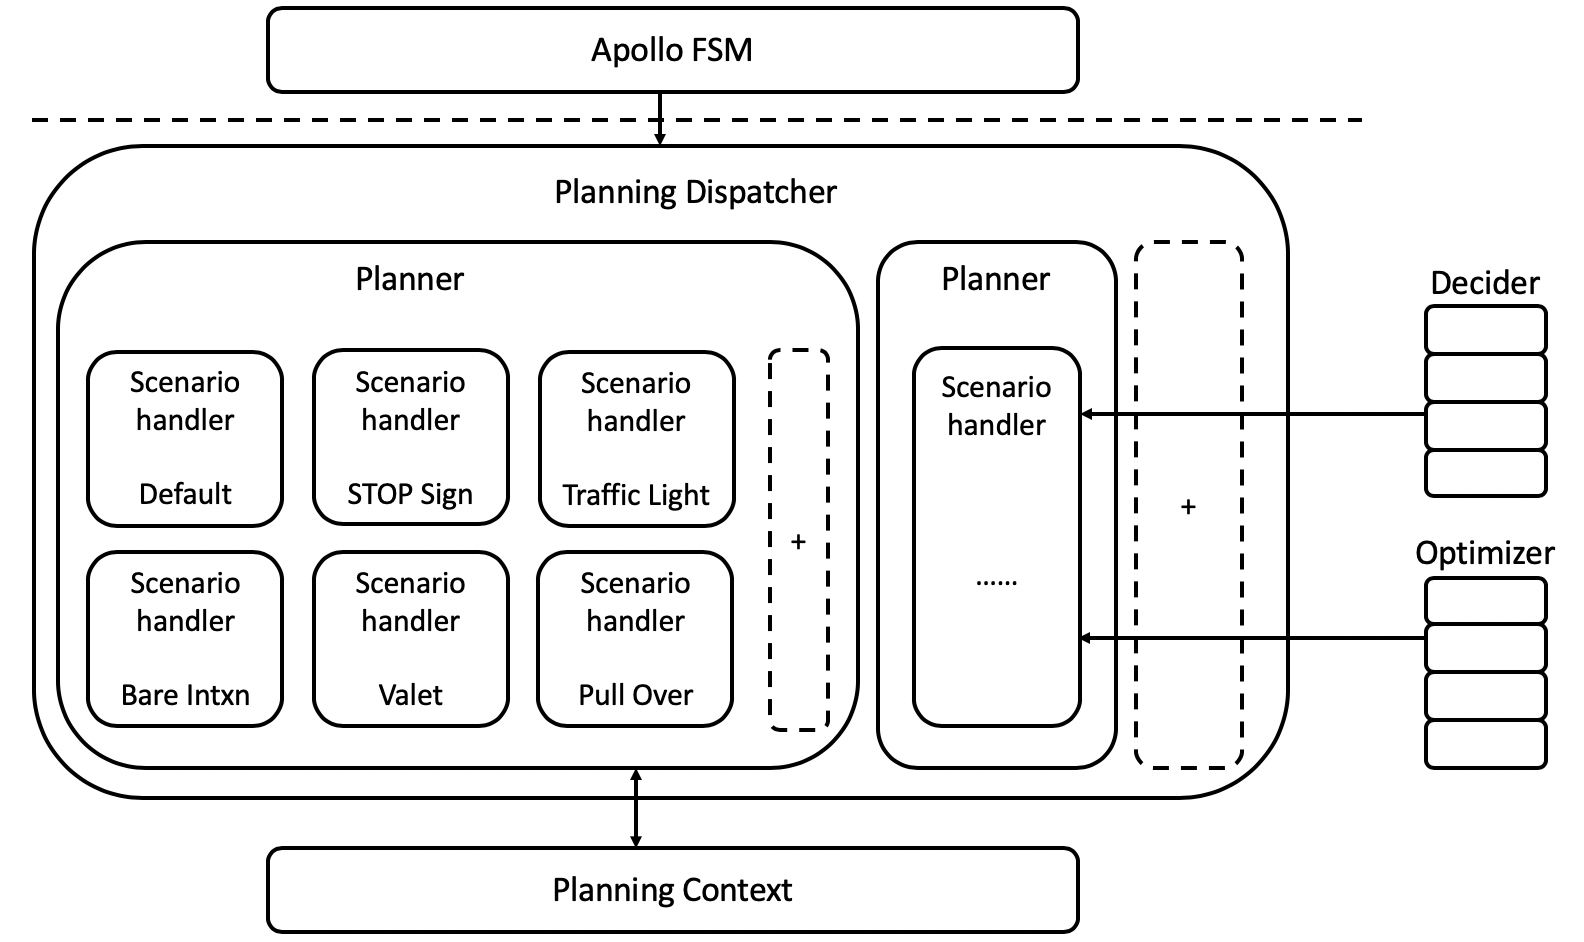 Apollo FSM
Planning Dispatcher
Planner
Scenario
handler
Default
Scenario
handler
STOP Sign
Scenario
handler
Traffic Light
Scenario
handler
Bare Intxn
Scenario
handler
Valet
Scenario
handler
Pull Over
+
Planner
Scenario
handler
......
+
Decider
Optimizer
Planning Context